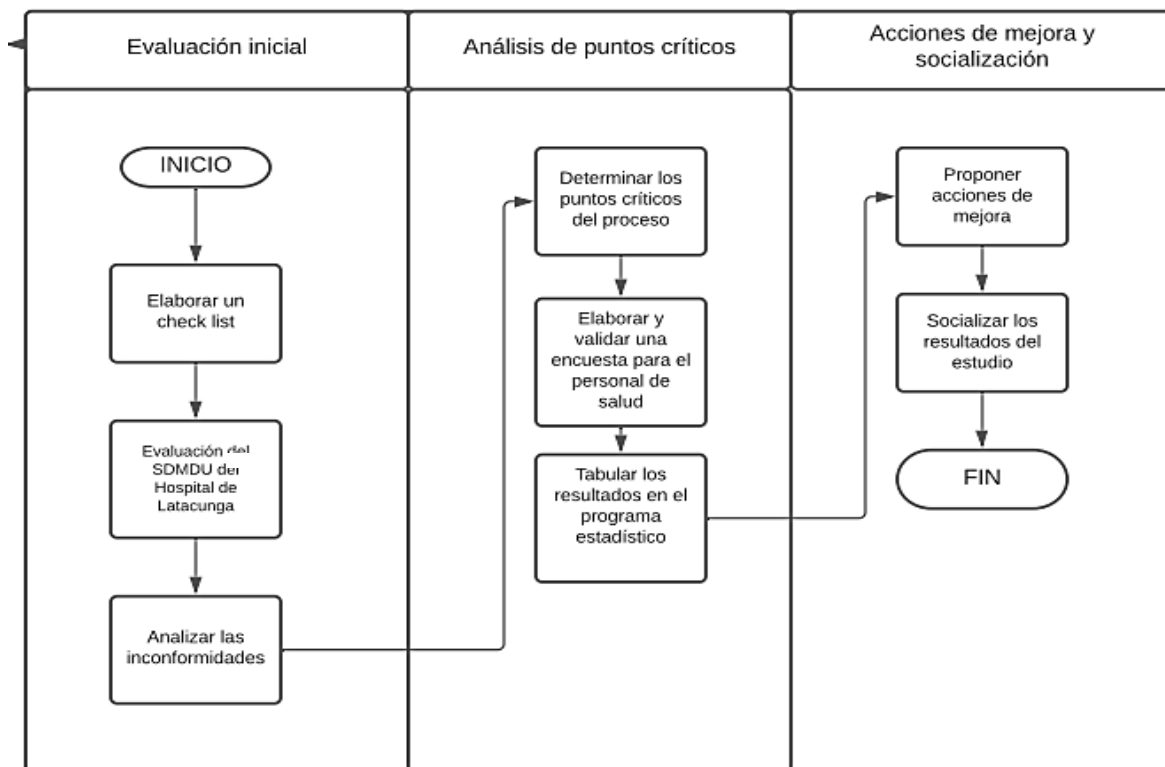 Evaluación inicial
Análisis de puntos críticos
Acciones de mejora y
socialización
INICIO
Elaborar un
check list
Evaluación del
SDMDU del
Hospital de
Latacunga
Analizar las
inconformidades
Determinar los
puntos críticos
del proceso
Elaborar y
validar una
encuesta para el
personal de
salud
Tabular los
resultados en el
programa
estadístico
Proponer
acciones de
mejora
Socializar los
resultados del
estudio
FIN